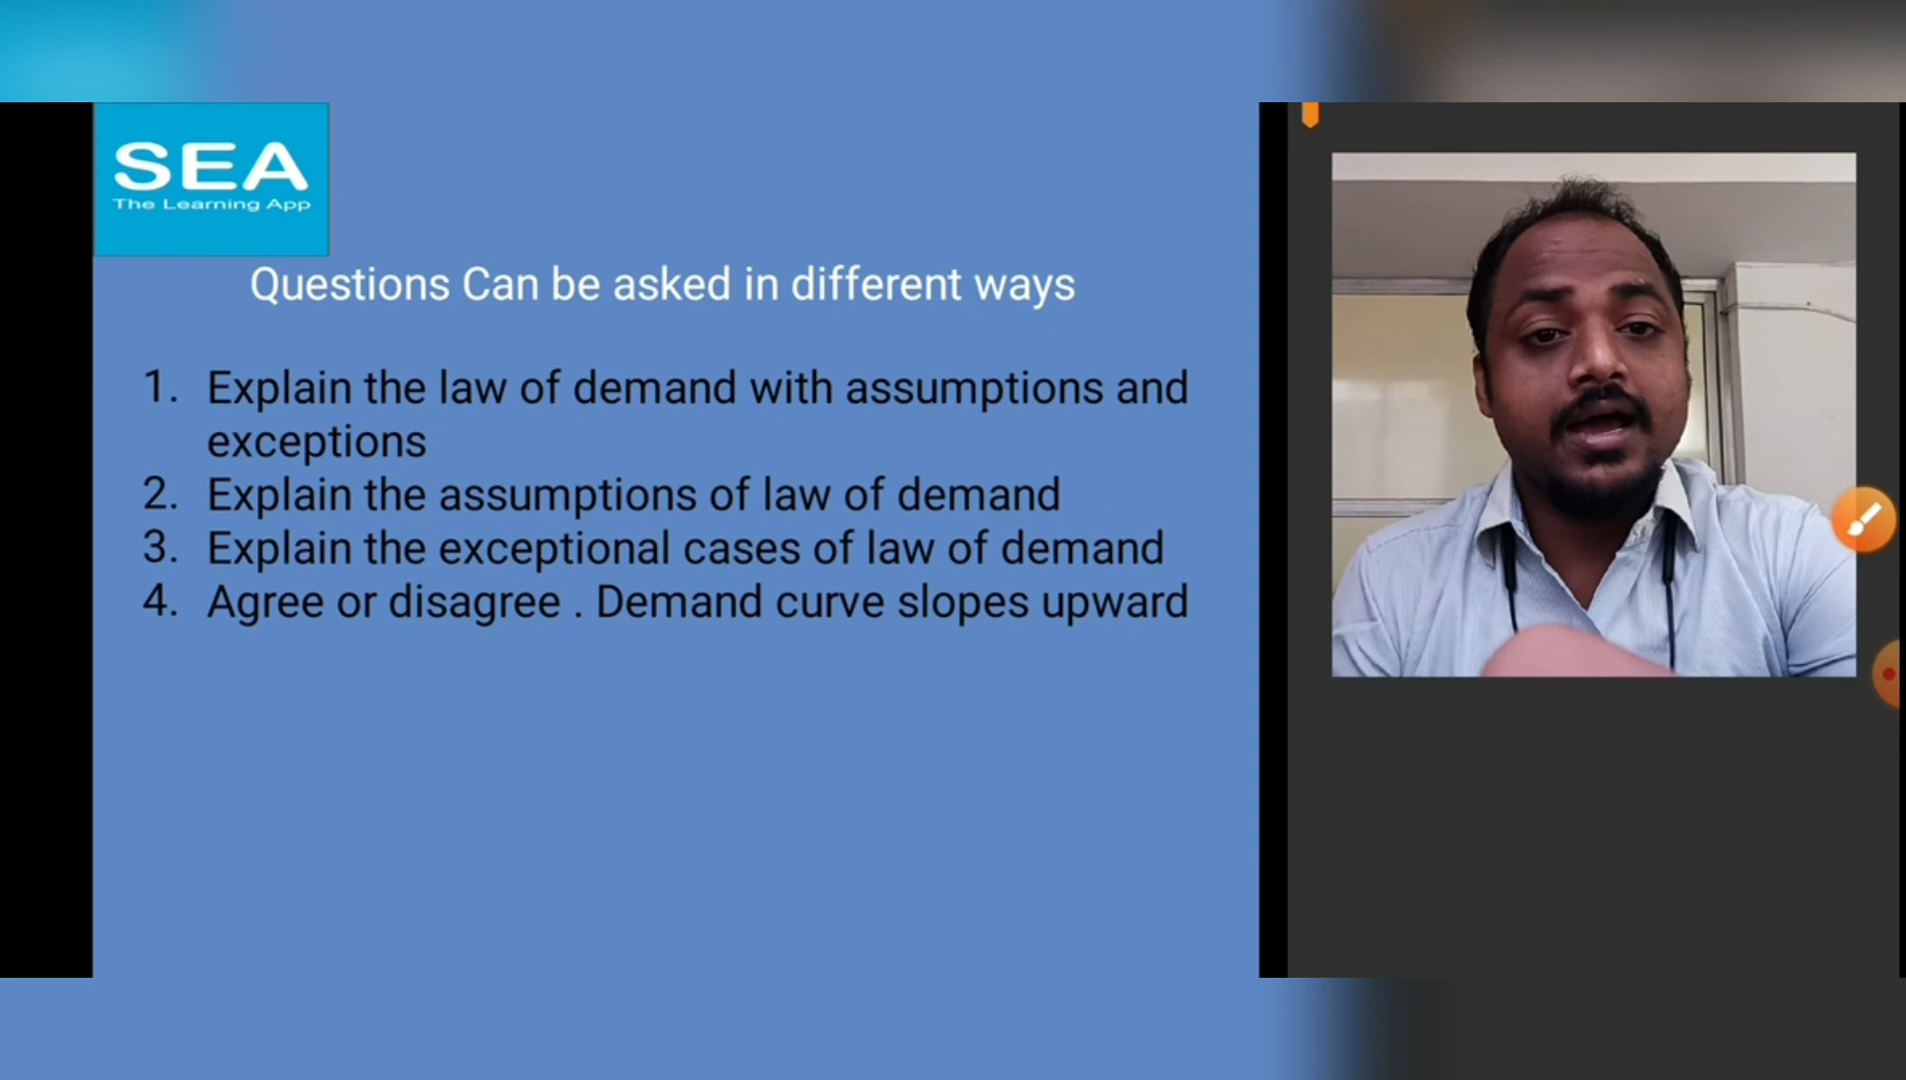 SEA
The Learning App
Questions Can be asked in different ways
1. Explain the law of demand with assumptions and
exceptions
2. Explain the assumptions of law of demand
3. Explain the exceptional cases of law of demand
4. Agree or disagree . Demand curve slopes upward